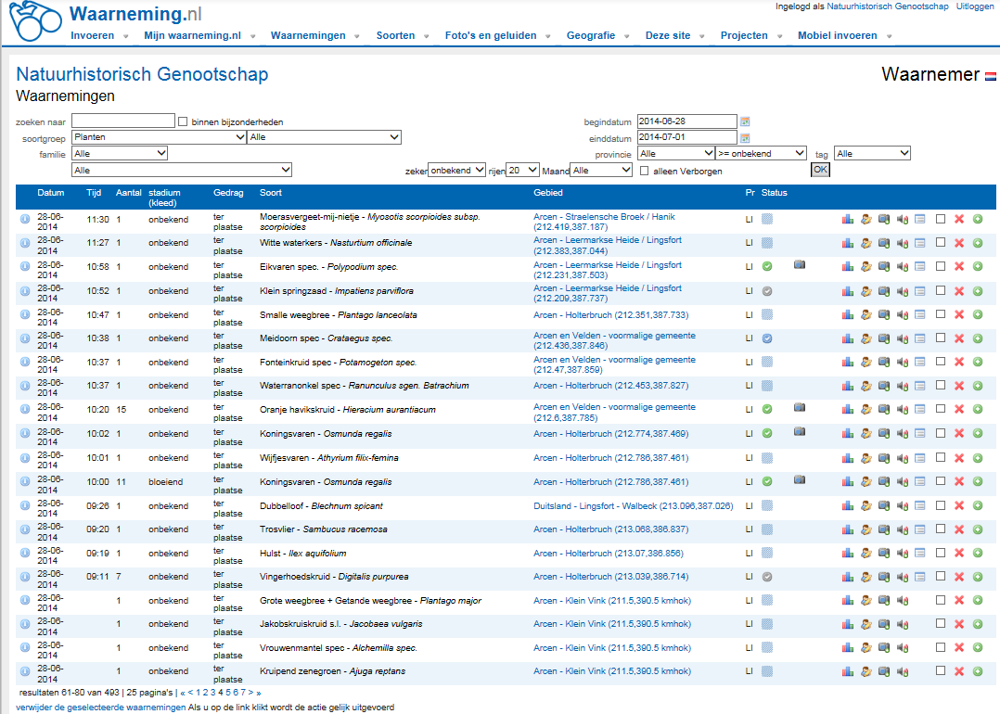 Waarneming.nl
Ingelogd als Natuurhistorisch Genootschap Uitloggen
Invoeren Mijn waarneming.nl Waarnemingen Soorten Foto's en geluiden Geografie Deze site Projecten Mobiel invoeren
Natuurhistorisch Genootschap Waarnemer
Waarnemingen
zoeken naar binnen bijzonderheden begindatum 2014-06-28
soortgroep Planten Alle einddatum 2014-07-01
familie Alle provincie Alle >= onbekend tag Alle
Alle zeker onbekend rijen 20 Maand Alle alleen Verborgen OK
Datum Tijd Aantal stadium (kleed) Gedrag Soort Gebied Pr Status
28-06-2014 11:30 1 onbekend ter plaatse Moerasvergeet-mij-nietje - Myosotis scorpioides subsp. scorpioides Arcen - Straelensche Broek / Hanik (212.419,387.187) LI
28-06-2014 11:27 1 onbekend ter plaatse Witte waterkers - Nasturtium officinale Arcen - Leermarkse Heide / Lingsfort (212.383,387.044) LI
28-06-2014 10:58 1 onbekend ter plaatse Eikvaren spec. - Polypodium spec. Arcen - Leermarkse Heide / Lingsfort (212.231,387.503) LI
28-06-2014 10:52 1 onbekend ter plaatse Klein springzaad - Impatiens parviflora Arcen - Leermarkse Heide / Lingsfort (212.209,387.737) LI
28-06-2014 10:47 1 onbekend ter plaatse Smalle weegbree - Plantago lanceolata Arcen - Holterbruch (212.351,387.733) LI
28-06-2014 10:38 1 onbekend ter plaatse Meidoorn spec - Crataegus spec. Arcen en Velden - voormalige gemeente (212.436,387.846) LI
28-06-2014 10:37 1 onbekend ter plaatse Fonteinkruid spec - Potamogeton spec. Arcen en Velden - voormalige gemeente (212.47,387.859) LI
28-06-2014 10:37 1 onbekend ter plaatse Waterranonkel spec - Ranunculus sgen. Batrachium Arcen - Holterbruch (212.453,387.827) LI
28-06-2014 10:20 15 onbekend ter plaatse Oranje havikskruid - Hieracium aurantiacum Arcen en Velden - voormalige gemeente (212.6,387.785) LI
28-06-2014 10:02 1 onbekend ter plaatse Koningsvaren - Osmunda regalis Arcen - Holterbruch (212.774,387.469) LI
28-06-2014 10:01 1 onbekend ter plaatse Wijfjesvaren - Athyrium filix-femina Arcen - Holterbruch (212.786,387.461) LI
28-06-2014 10:00 11 bloeiend ter plaatse Koningsvaren - Osmunda regalis Arcen - Holterbruch (212.786,387.461) LI
28-06-2014 09:26 1 onbekend ter plaatse Dubbelloof - Blechnum spicant Duitsland - Lingsfort - Walbeck (213.096,387.026) LI
28-06-2014 09:20 1 onbekend ter plaatse Trosvlier - Sambucus racemosa Arcen - Holterbruch (213.068,386.837) LI
28-06-2014 09:19 1 onbekend ter plaatse Hulst - Ilex aquifolium Arcen - Holterbruch (213.07,386.856) LI
28-06-2014 09:11 7 onbekend ter plaatse Vingerhoedskruid - Digitalis purpurea Arcen - Holterbruch (213.039,386.714) LI
28-06-2014 1 onbekend ter plaatse Grote weegbree + Getande weegbree - Plantago major Arcen - Klein Vink (211.5,390.5 kmhok) LI
28-06-2014 1 onbekend ter plaatse Jakobskruiskruid s.l. - Jacobaea vulgaris Arcen - Klein Vink (211.5,390.5 kmhok) LI
28-06-2014 1 onbekend ter plaatse Vrouwenmantel spec - Alchemilla spec. Arcen - Klein Vink (211.5,390.5 kmhok) LI
28-06-2014 1 onbekend ter plaatse Kruipend zenegroen - Ajuga reptans Arcen - Klein Vink (211.5,390.5 kmhok) LI
resultaten 61-80 van 493 | 25 pagina's | « < 1 2 3 4 5 6 7 > »
verwijder de geselecteerde waarnemingen Als u op de link klikt wordt de actie gelijk uitgevoerd